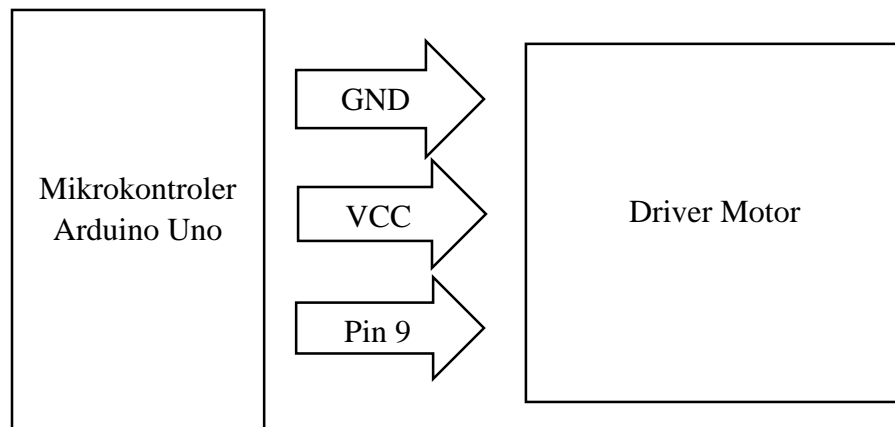 Mikrokontroler
Arduino Uno
GND
VCC
Pin 9
Driver Motor